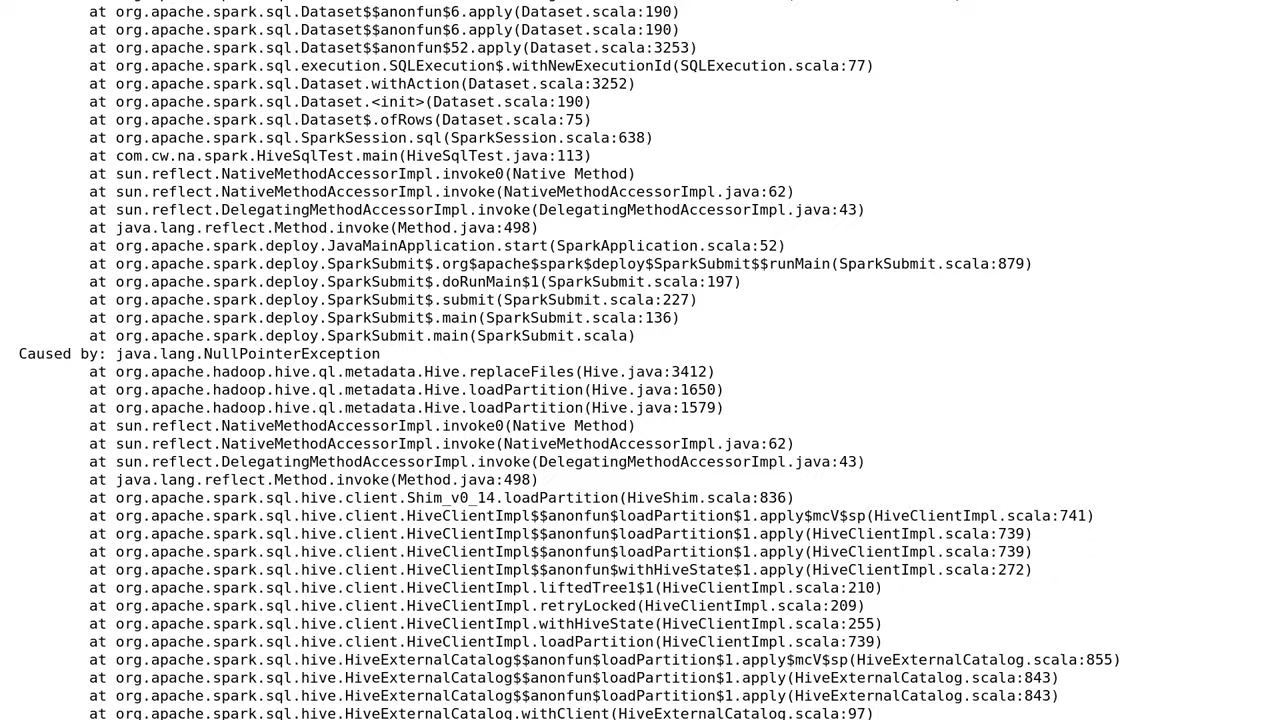 at org.apache.spark.sql.Dataset$$anonfun$6.apply(Dataset.scala:190)
at org.apache.spark.sql.Dataset$$anonfun$6.apply(Dataset.scala:190)
at org.apache.spark.sql.Dataset$$anonfun$52.apply(Dataset.scala:3253)
at org.apache.spark.sql.execution.SQLExecution$.withNewExecutionId(SQLExecution.scala:77)
at org.apache.spark.sql.Dataset.withAction(Dataset.scala:3252)
at org.apache.spark.sql.Dataset.<init>(Dataset.scala:190)
at org.apache.spark.sql.Dataset$.ofRows(Dataset.scala:75)
at org.apache.spark.sql.SparkSession.sql(SparkSession.scala:638)
at com.cw.na.spark.HiveSqlTest.main(HiveSqlTest.java:113)
at sun.reflect.NativeMethodAccessorImpl.invoke0(Native Method)
at sun.reflect.NativeMethodAccessorImpl.invoke(NativeMethodAccessorImpl.java:62)
at sun.reflect.DelegatingMethodAccessorImpl.invoke(DelegatingMethodAccessorImpl.java:43)
at java.lang.reflect.Method.invoke(Method.java:498)
at org.apache.spark.deploy.JavaMainApplication.start(SparkApplication.scala:52)
at org.apache.spark.deploy.SparkSubmit$.org$apache$spark$deploy$SparkSubmit$$runMain(SparkSubmit.scala:879)
at org.apache.spark.deploy.SparkSubmit$.doRunMain$1(SparkSubmit.scala:197)
at org.apache.spark.deploy.SparkSubmit$.submit(SparkSubmit.scala:227)
at org.apache.spark.deploy.SparkSubmit$.main(SparkSubmit.scala:136)
at org.apache.spark.deploy.SparkSubmit.main(SparkSubmit.scala)
Caused by: java.lang.NullPointerException
at org.apache.hadoop.hive.ql.metadata.Hive.replaceFiles(Hive.java:3412)
at org.apache.hadoop.hive.ql.metadata.Hive.loadPartition(Hive.java:1650)
at org.apache.hadoop.hive.ql.metadata.Hive.loadPartition(Hive.java:1579)
at sun.reflect.NativeMethodAccessorImpl.invoke0(Native Method)
at sun.reflect.NativeMethodAccessorImpl.invoke(NativeMethodAccessorImpl.java:62)
at sun.reflect.DelegatingMethodAccessorImpl.invoke(DelegatingMethodAccessorImpl.java:43)
at java.lang.reflect.Method.invoke(Method.java:498)
at org.apache.spark.sql.hive.client.Shim_v0_14.loadPartition(HiveShim.scala:836)
at org.apache.spark.sql.hive.client.HiveClientImpl$$anonfun$loadPartition$1.apply$mcV$sp(HiveClientImpl.scala:741)
at org.apache.spark.sql.hive.client.HiveClientImpl$$anonfun$loadPartition$1.apply(HiveClientImpl.scala:739)
at org.apache.spark.sql.hive.client.HiveClientImpl$$anonfun$loadPartition$1.apply(HiveClientImpl.scala:739)
at org.apache.spark.sql.hive.client.HiveClientImpl$$anonfun$withHiveState$1.apply(HiveClientImpl.scala:272)
at org.apache.spark.sql.hive.client.HiveClientImpl.liftedTree1$1(HiveClientImpl.scala:210)
at org.apache.spark.sql.hive.client.HiveClientImpl.retryLocked(HiveClientImpl.scala:209)
at org.apache.spark.sql.hive.client.HiveClientImpl.withHiveState(HiveClientImpl.scala:255)
at org.apache.spark.sql.hive.client.HiveClientImpl.loadPartition(HiveClientImpl.scala:739)
at org.apache.spark.sql.hive.HiveExternalCatalog$$anonfun$loadPartition$1.apply$mcV$sp(HiveExternalCatalog.scala:855)
at org.apache.spark.sql.hive.HiveExternalCatalog$$anonfun$loadPartition$1.apply(HiveExternalCatalog.scala:843)
at org.apache.spark.sql.hive.HiveExternalCatalog$$anonfun$loadPartition$1.apply(HiveExternalCatalog.scala:843)
at org.apache.spark.sql.hive.HiveExternalCatalog.withClient(HiveExternalCatalog.scala:97)